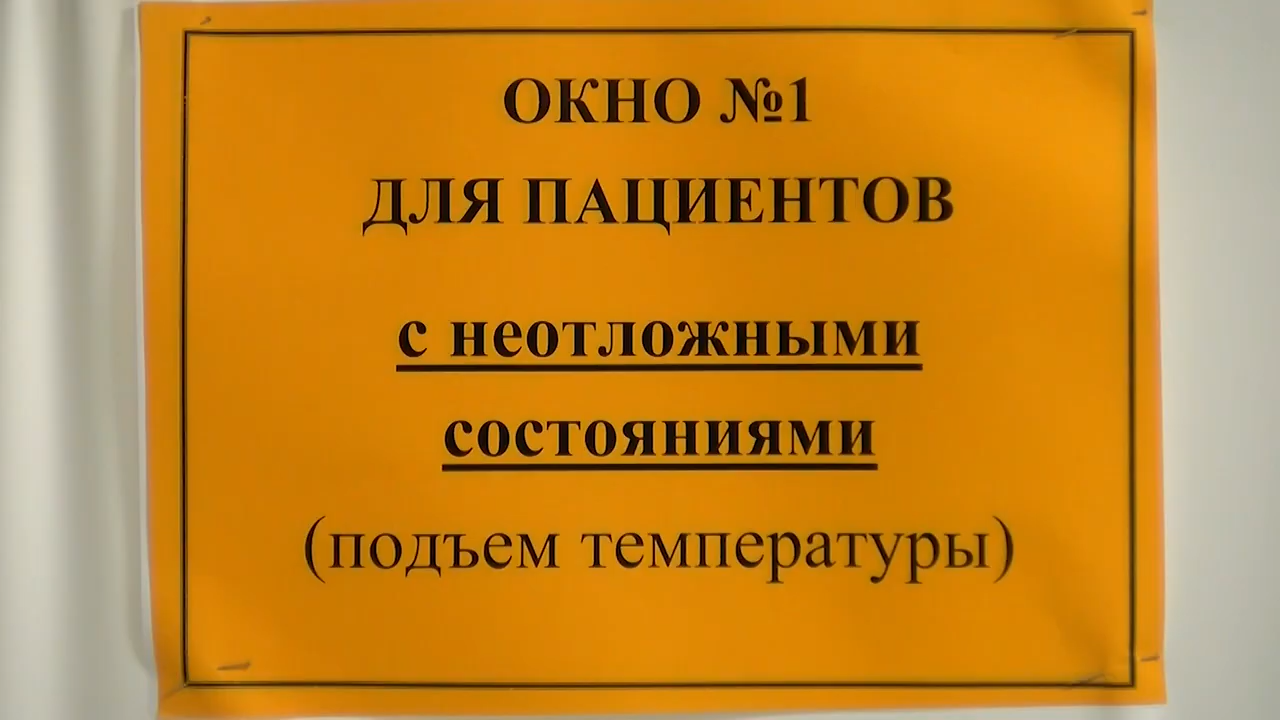 ОКНО №1
ДЛЯ ПАЦИЕНТОВ
с неотложными
состояниями
(подъем температуры)